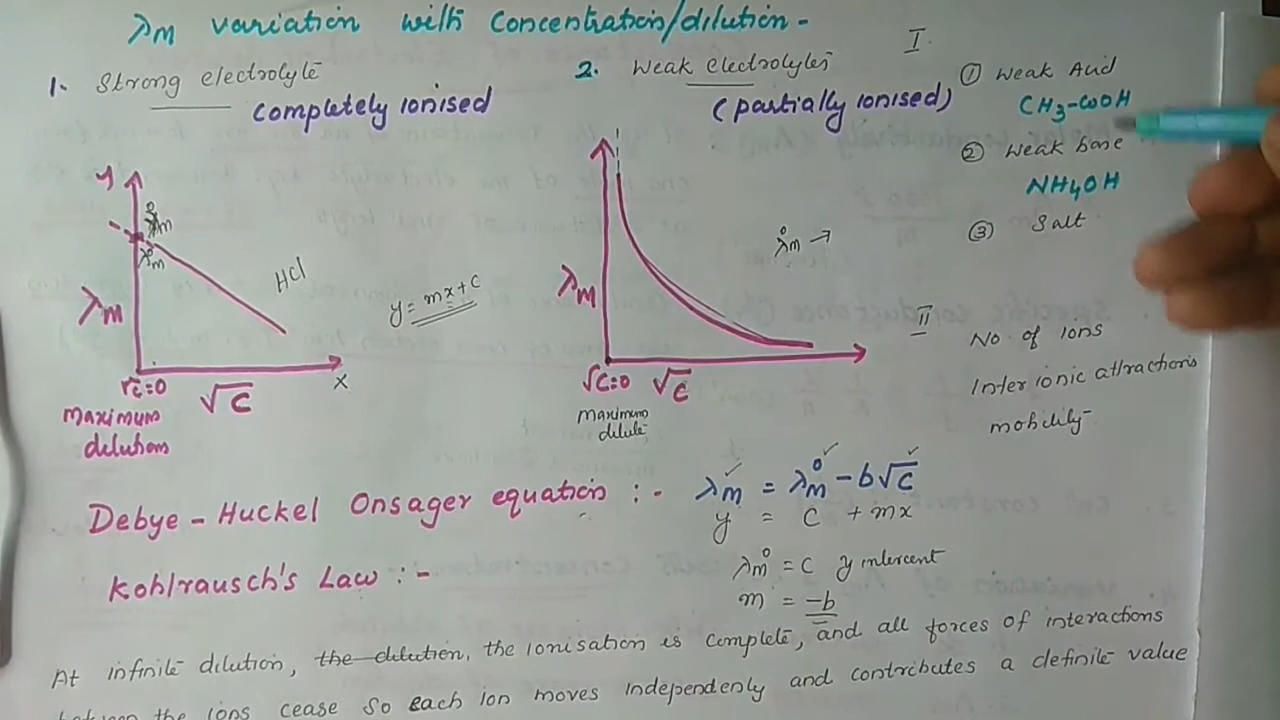 λm variation with Concentration/dilution -
1. Strong electrolyte
completely ionised
y
λ°m
λ°m
HCl
λm
y = mx + c
√c=0
√C
x
maximum
dilution
2. Weak electrolytes
(partially ionised)
λm
λ°m →
√C=0
√C
maximum
dilute
I
① Weak Acid
CH3-COOH
② Weak base
NH4OH
③ Salt
II
No of ions
Inter ionic attractions
mobility
Debye - Huckel Onsager equation :- λm = λ°m - b√C
y = C + mx
λ°m = C y intercent
m = -b
Kohlrausch's Law :-
At infinite dilution, the dilution, the ionisation is complete, and all forces of interactions
between the ions cease so each ion moves independenly and contributes a definite value